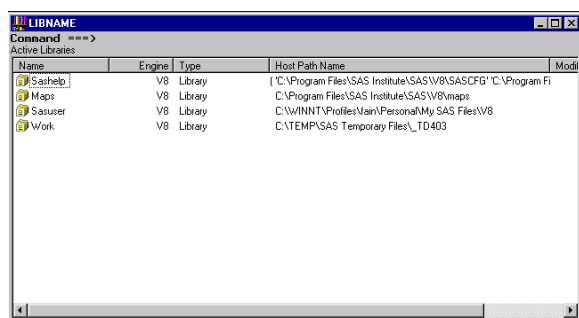 LIBNAME
Command ===>
Active Libraries
Name Engine Type Host Path Name Modif
Sashelp V8 Library ( 'C:\Program Files\SAS Institute\SAS\V8\SASCFG' 'C:\Program Fi
Maps V8 Library C:\Program Files\SAS Institute\SAS\V8\maps
Sasuser V8 Library C:\WINNT\Profiles\fain\Personal\My SAS Files\V8
Work V8 Library C:\TEMP\SAS Temporary Files\_TD403